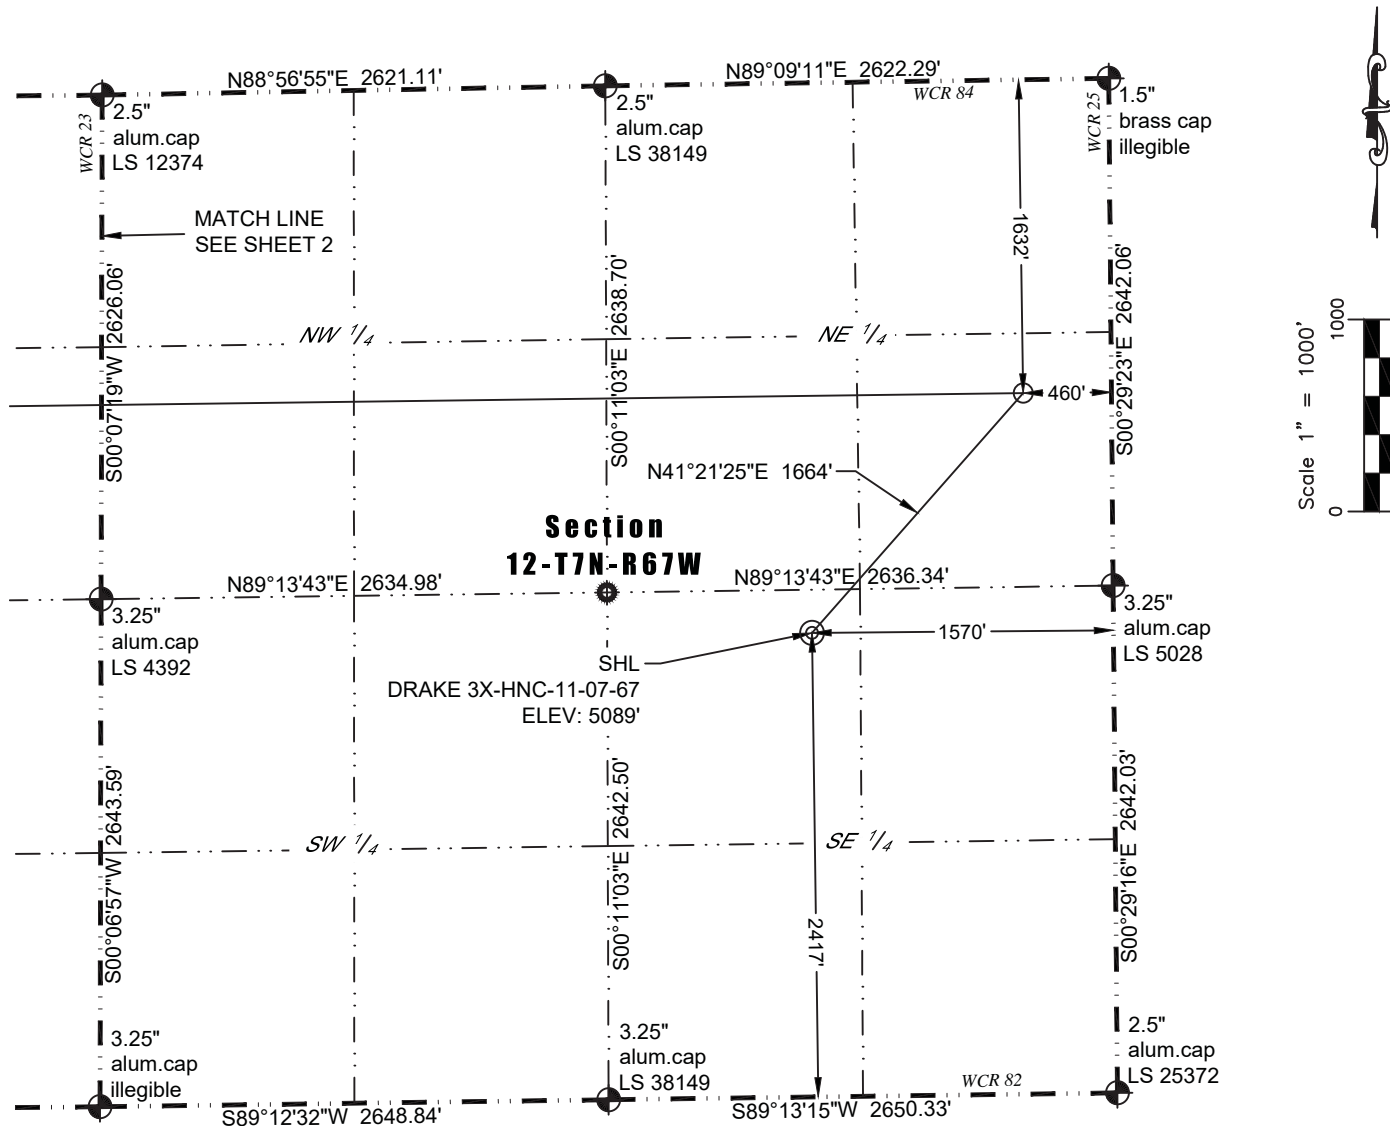 N88°56'55"E 2621.11'
N89°09'11"E 2622.29'
WCR 84
WCR 23
2.5"
alum.cap
LS 12374
2.5"
alum.cap
LS 38149
WCR 25
1.5"
brass cap
illegible
MATCH LINE
SEE SHEET 2
1632'
S00°07'19"W 2626.06'
S00°11'03"E 2638.70'
S00°29'23"E 2642.06'
NW 1/4
NE 1/4
460'
Scale 1" = 1000'
0
1000
N41°21'25"E 1664'
Section
12-T7N-R67W
N89°13'43"E 2634.98'
N89°13'43"E 2636.34'
3.25"
alum.cap
LS 4392
3.25"
alum.cap
LS 5028
1570'
SHL
DRAKE 3X-HNC-11-07-67
ELEV: 5089'
S00°06'57"W 2643.59'
S00°11'03"E 2642.50'
S00°29'16"E 2642.03'
SW 1/4
SE 1/4
2417'
3.25"
alum.cap
illegible
3.25"
alum.cap
LS 38149
2.5"
alum.cap
LS 25372
WCR 82
S89°12'32"W 2648.84'
S89°13'15"W 2650.33'